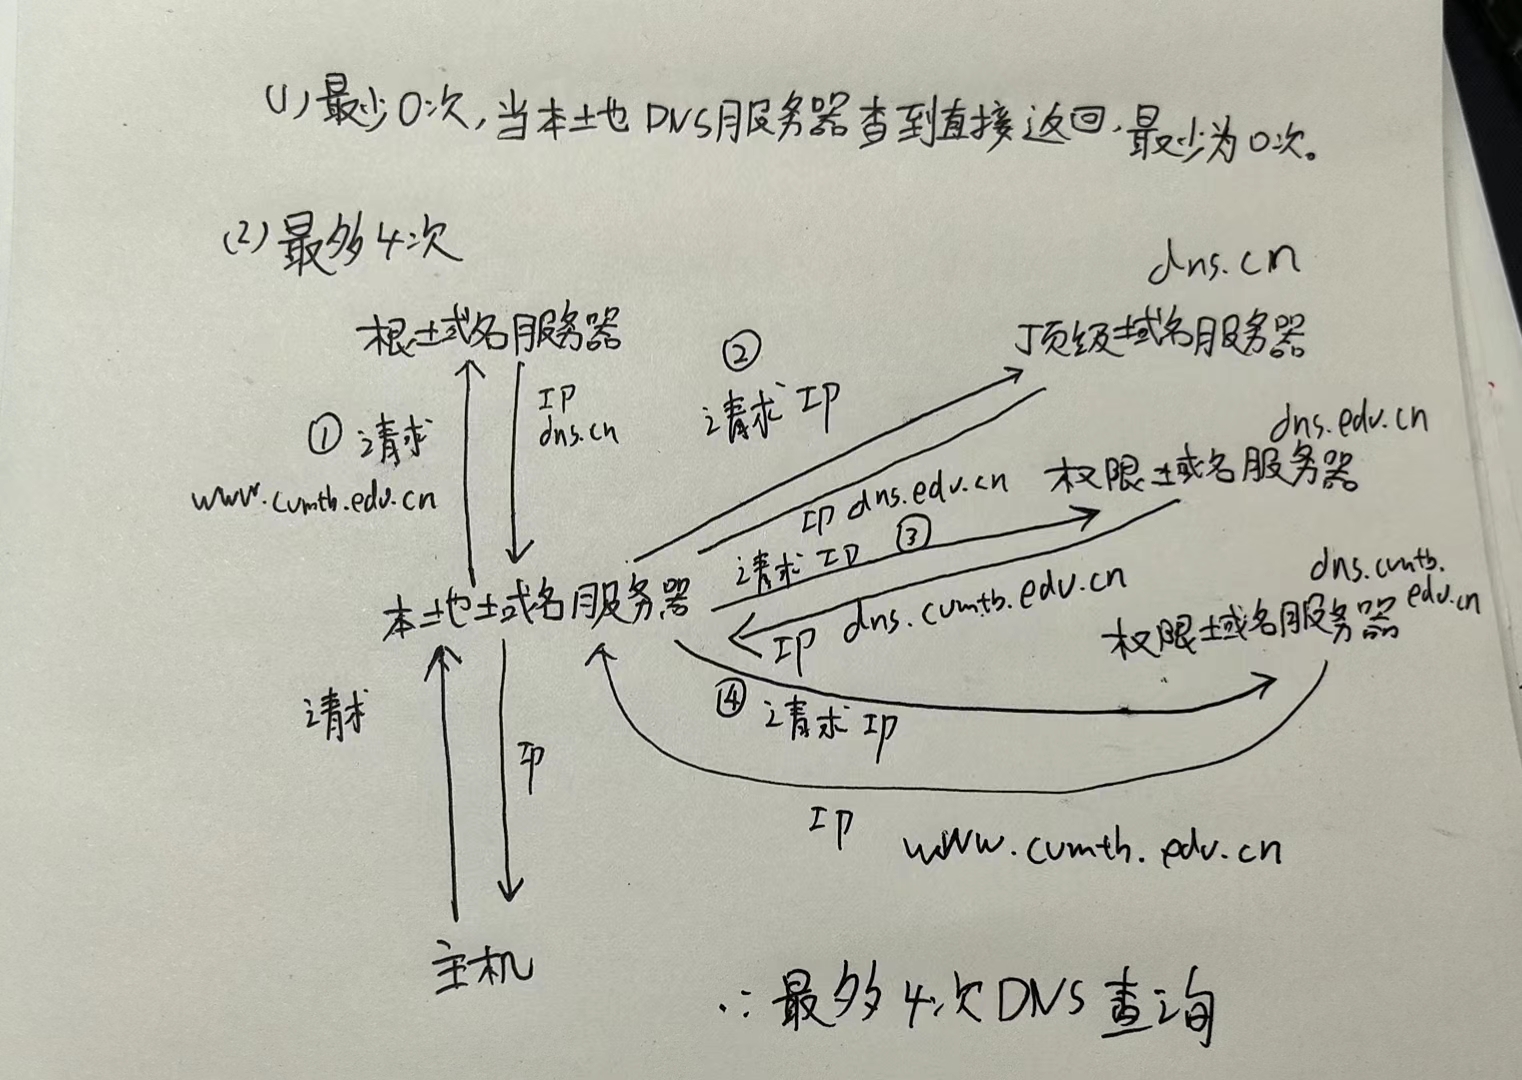 (1) 最少0次,当本地DNS服务器查到直接返回,最少为0次。
(2) 最多4次
dns.cn
根域名服务器
顶级域名服务器
②
请求 IP
IP
dns.cn
① 请求
www.cumtb.edu.cn
dns.edu.cn
权限域名服务器
IP dns.edu.cn
请求 IP ③
dns.cumtb.
edu.cn
权限域名服务器
本地域名服务器
IP dns.cumtb.edu.cn
④ 请求 IP
请求
IP
IP
www.cumtb.edu.cn
主机
∴最多4次DNS查询